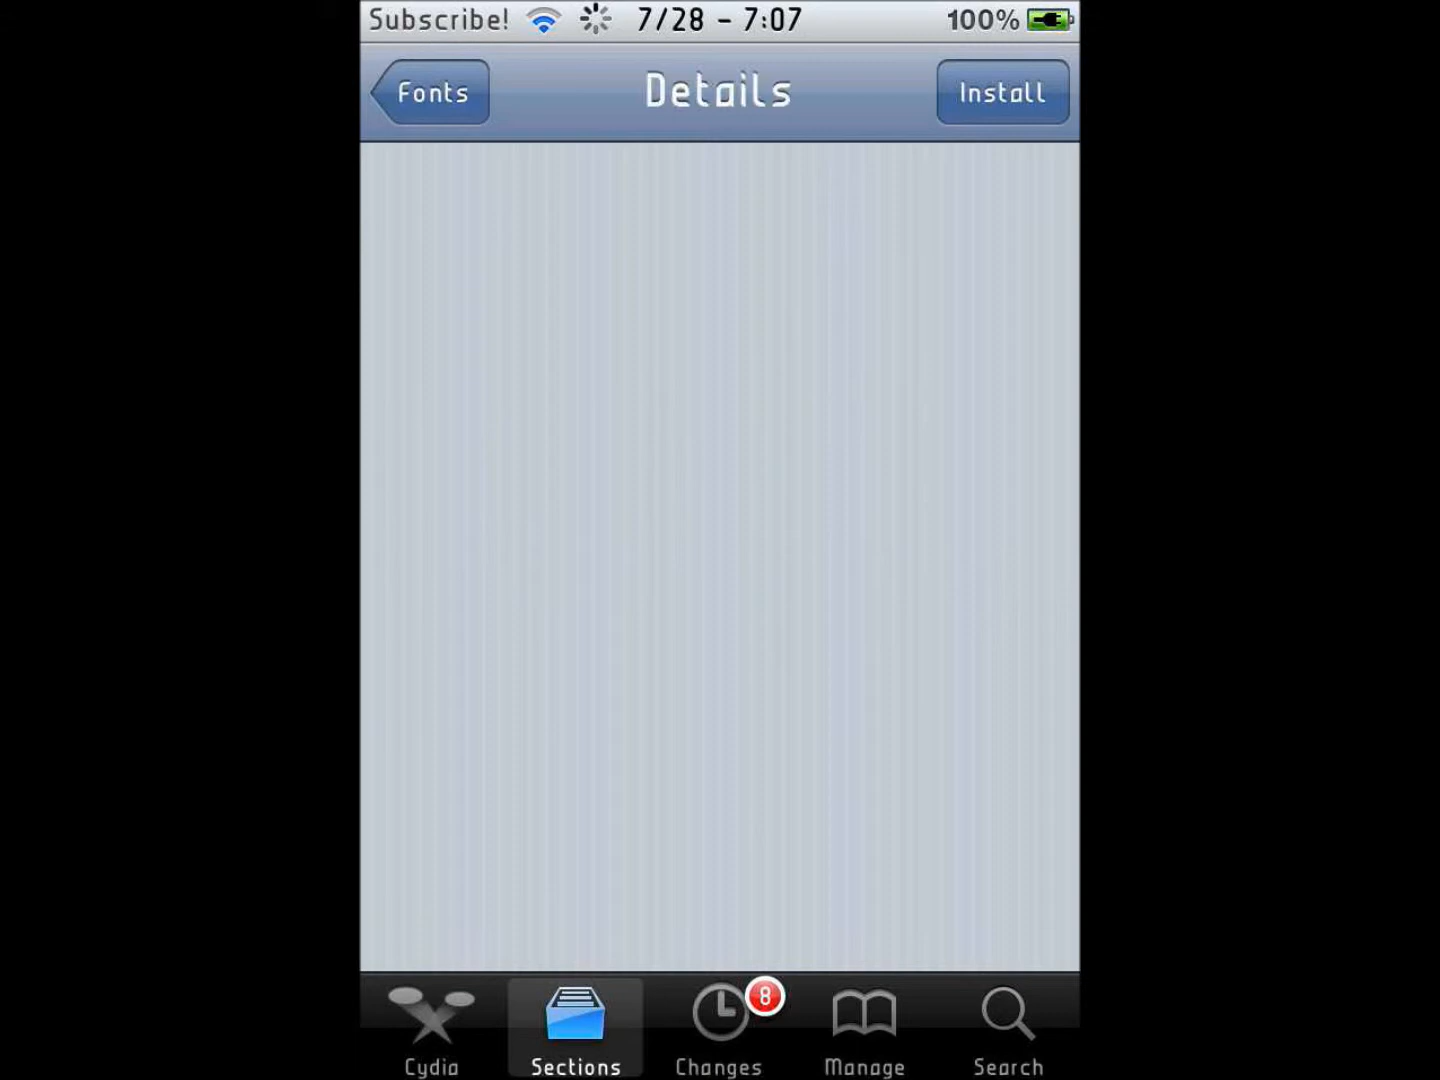 Subscribe! 7/28 - 7:07 100%
Fonts Details Install
8
Cydia Sections Changes Manage Search